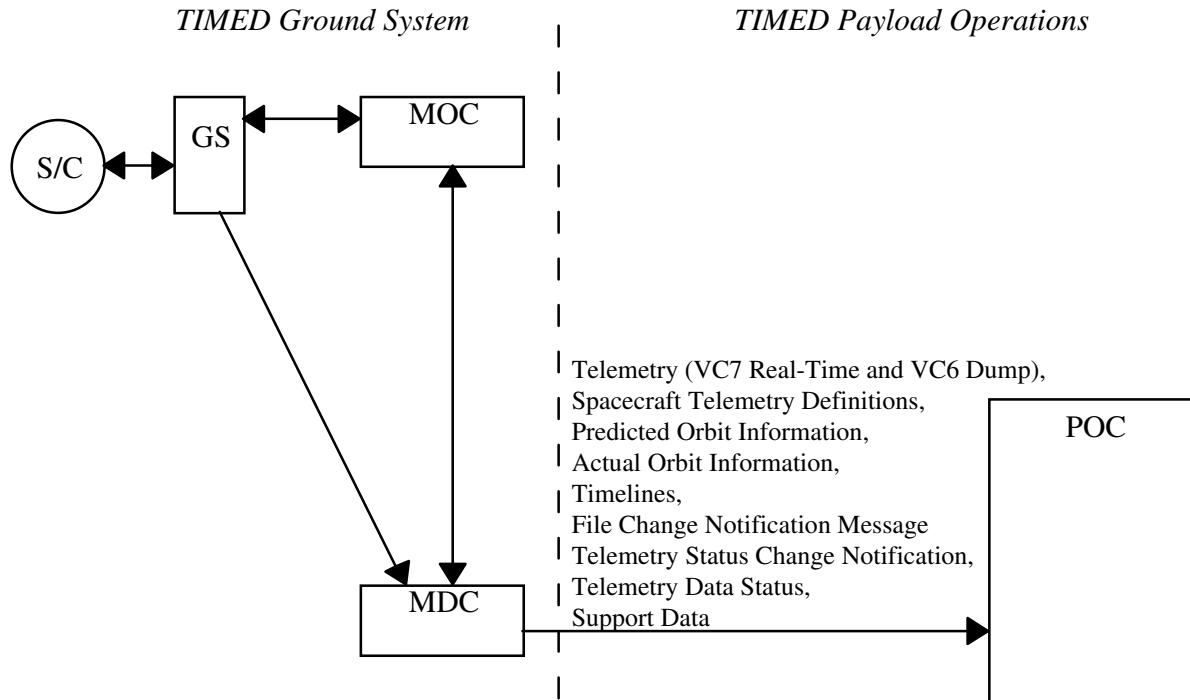 TIMED Ground System
TIMED Payload Operations
MOC
GS
S/C
Telemetry (VC7 Real-Time and VC6 Dump),
Spacecraft Telemetry Definitions,
Predicted Orbit Information,
Actual Orbit Information,
Timelines,
File Change Notification Message
Telemetry Status Change Notification,
Telemetry Data Status,
Support Data
POC
MDC